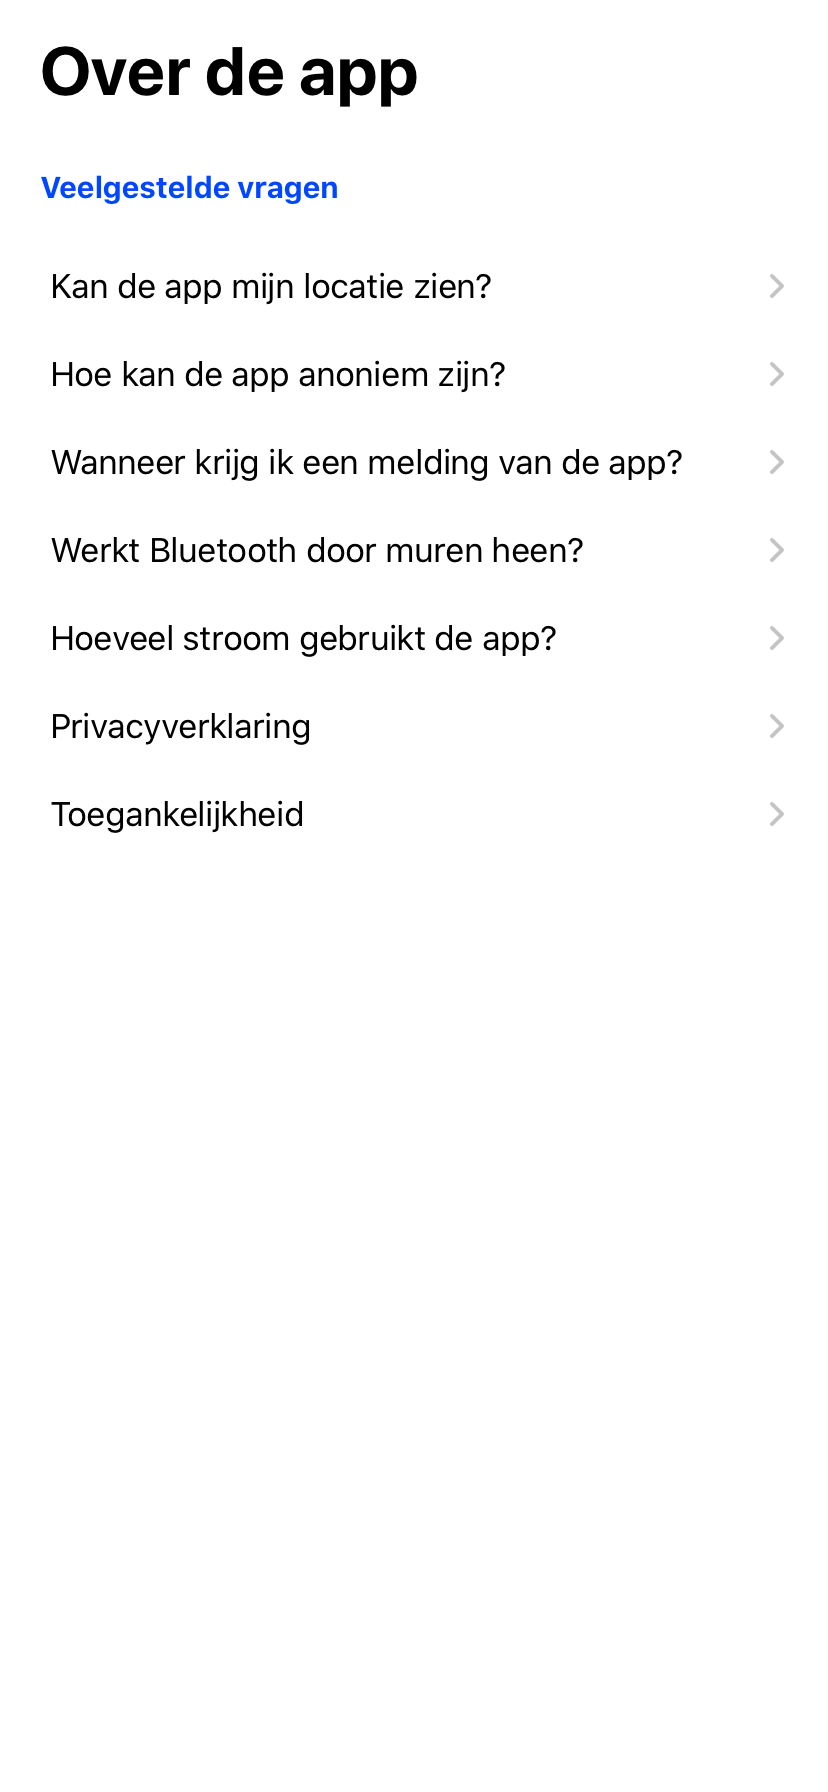 Over de app
Veelgestelde vragen
Kan de app mijn locatie zien?
Hoe kan de app anoniem zijn?
Wanneer krijg ik een melding van de app?
Werkt Bluetooth door muren heen?
Hoeveel stroom gebruikt de app?
Privacyverklaring
Toegankelijkheid